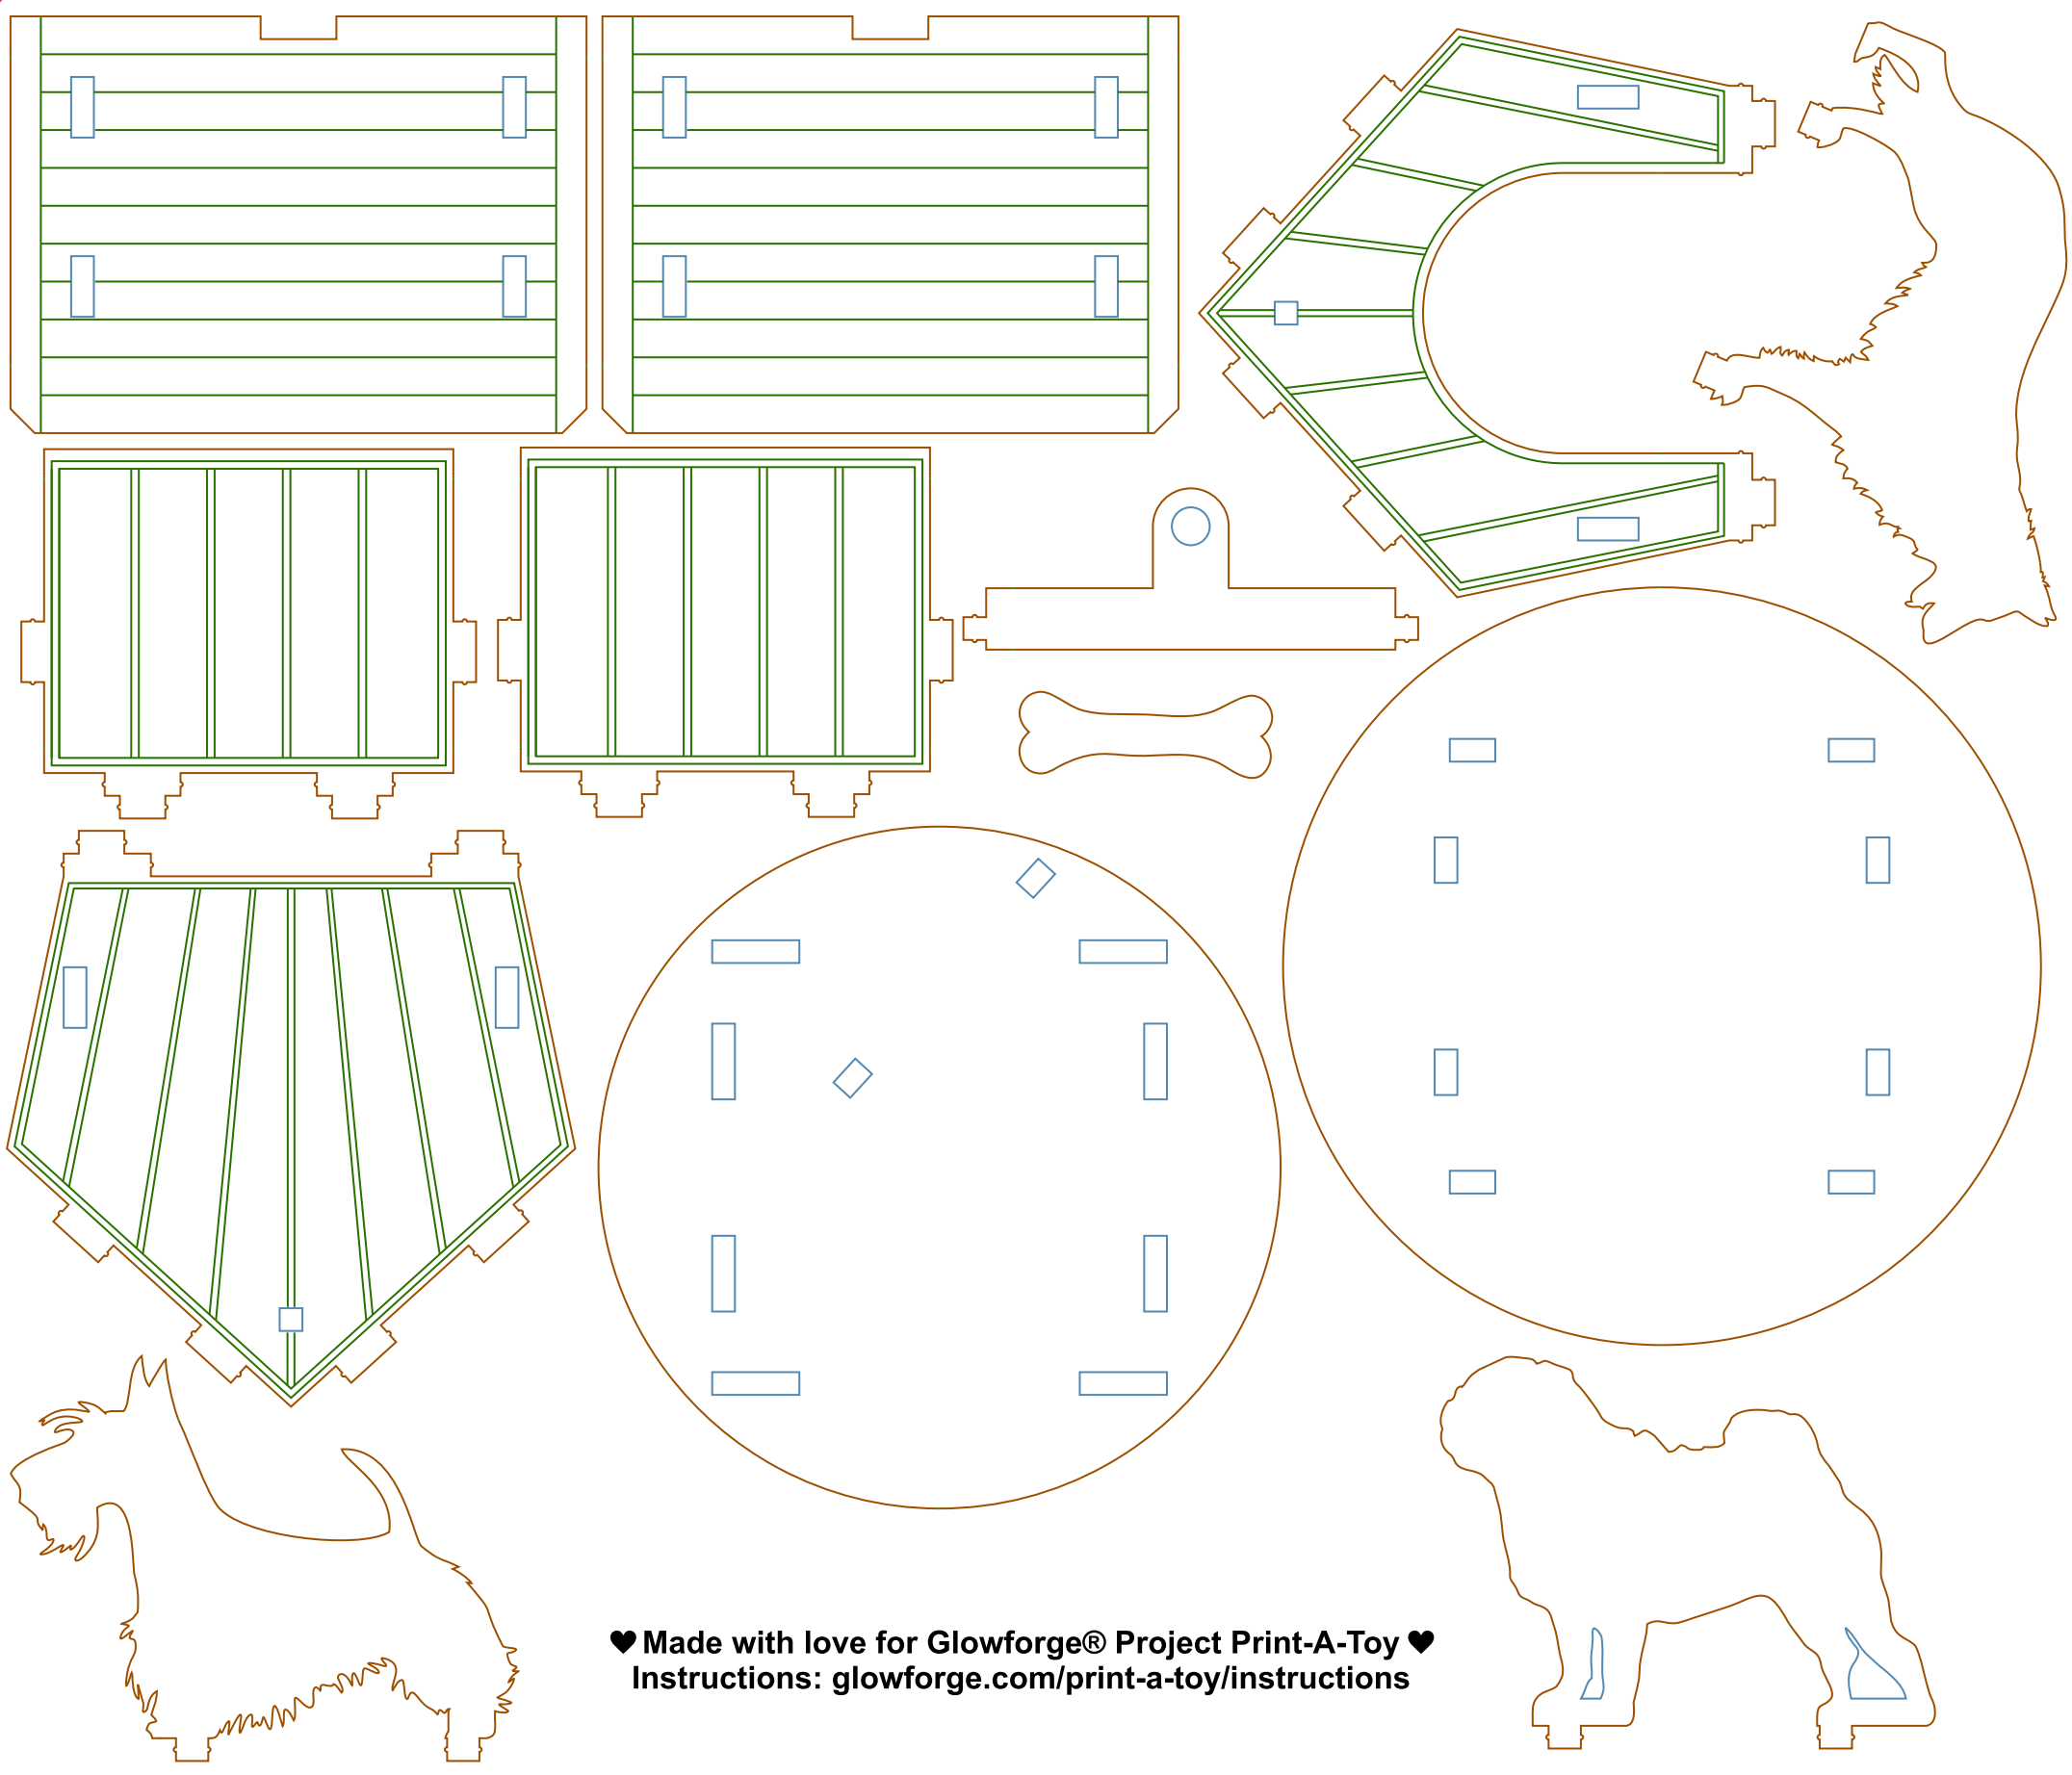 ♥ Made with love for Glowforge® Project Print-A-Toy ♥
Instructions: glowforge.com/print-a-toy/instructions